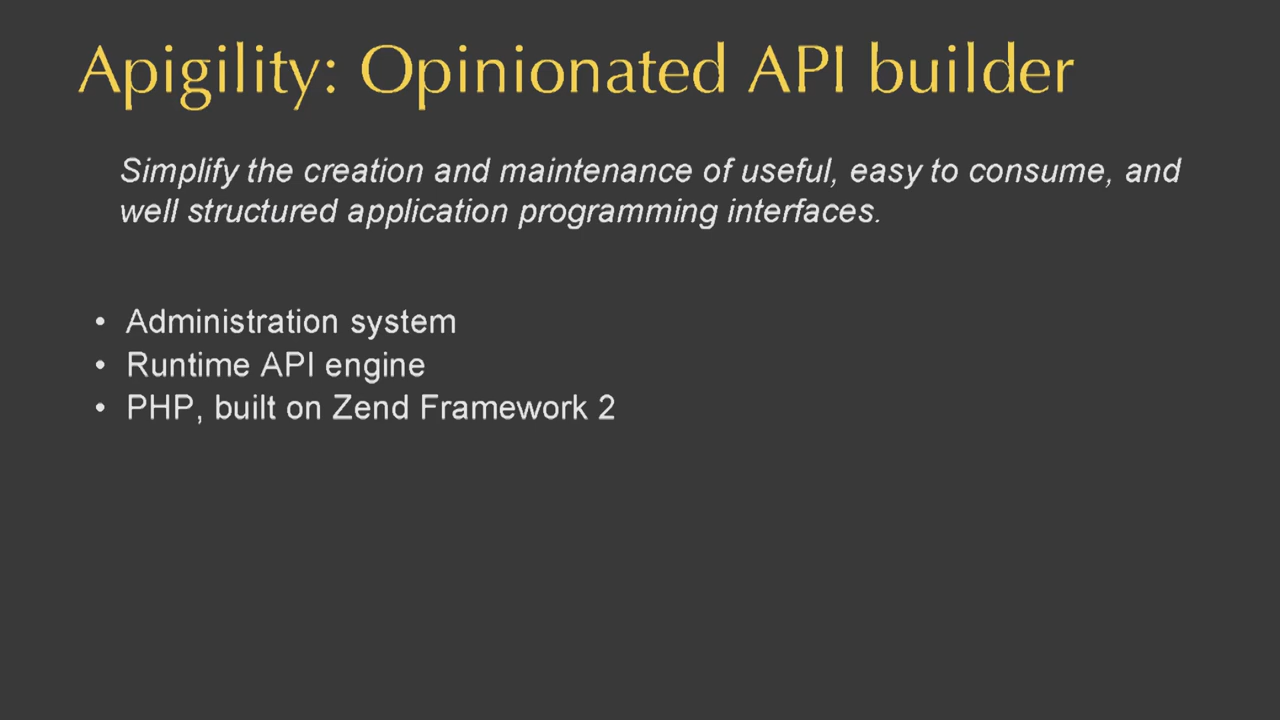 Apigility: Opinionated API builder
Simplify the creation and maintenance of useful, easy to consume, and
well structured application programming interfaces.
• Administration system
• Runtime API engine
• PHP, built on Zend Framework 2